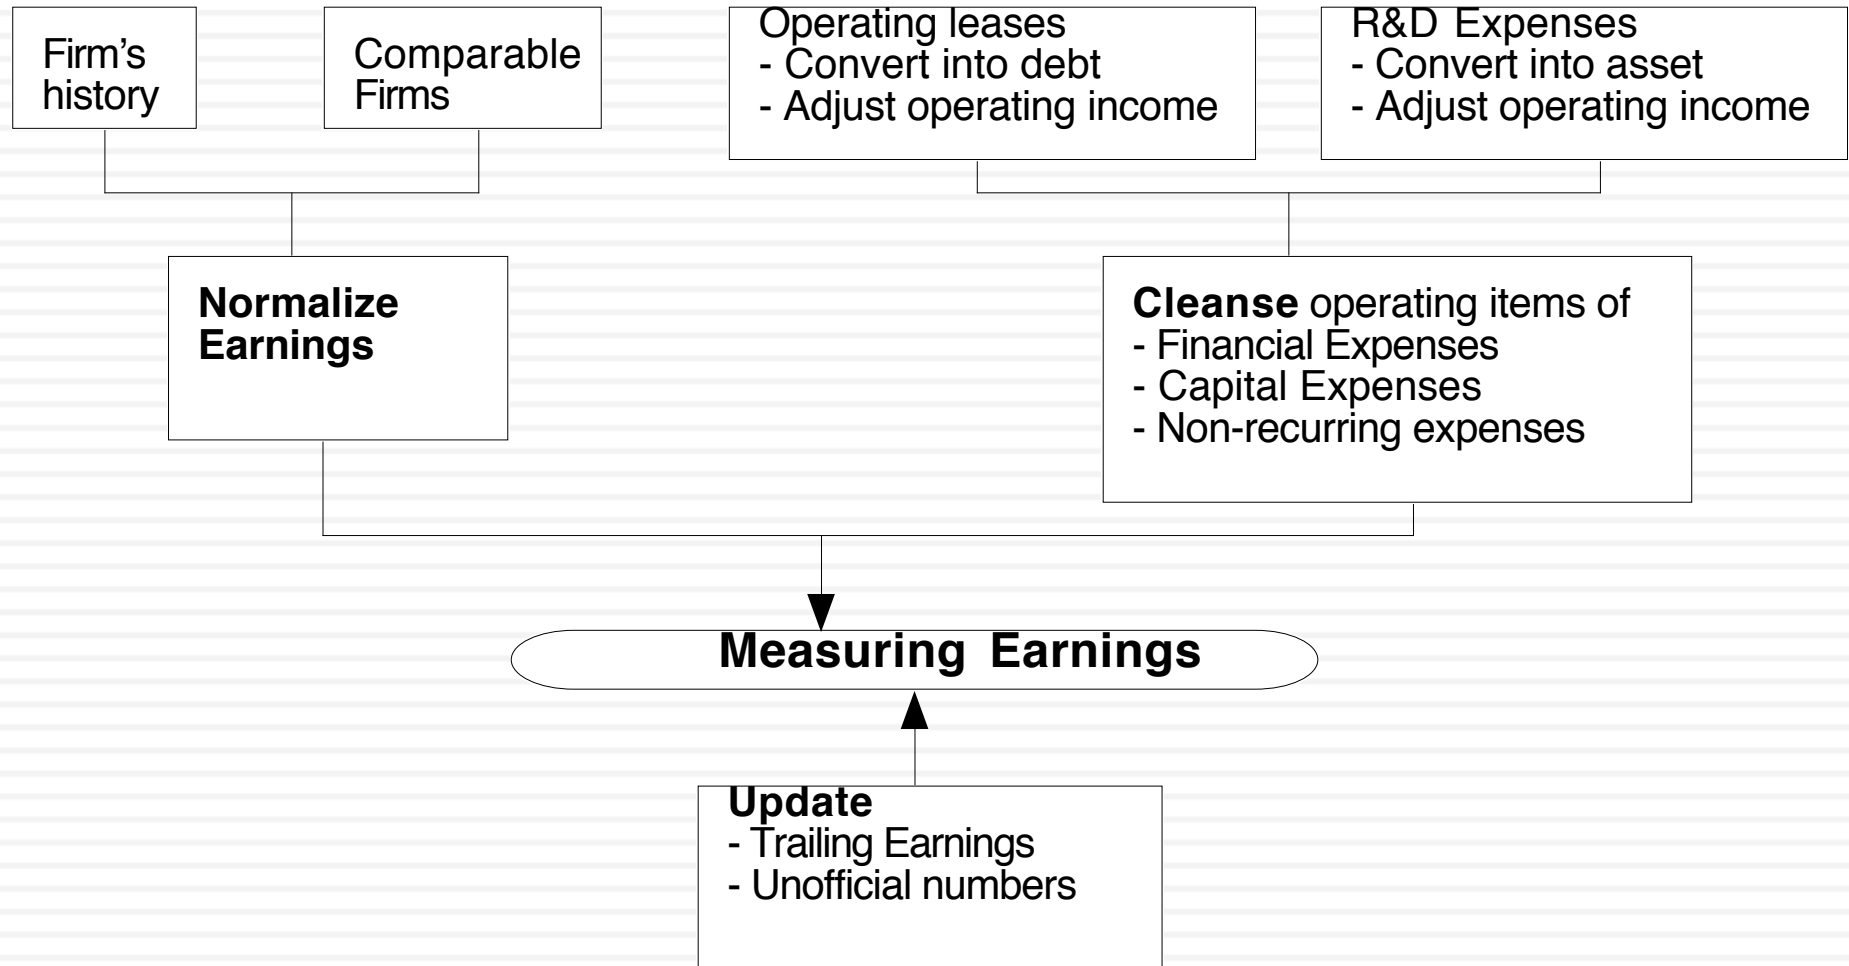 Firm’s
history
Comparable
Firms
Operating leases
- Convert into debt
- Adjust operating income
R&D Expenses
- Convert into asset
- Adjust operating income
Normalize
Earnings
Cleanse operating items of
- Financial Expenses
- Capital Expenses
- Non-recurring expenses
Measuring Earnings
Update
- Trailing Earnings
- Unofficial numbers